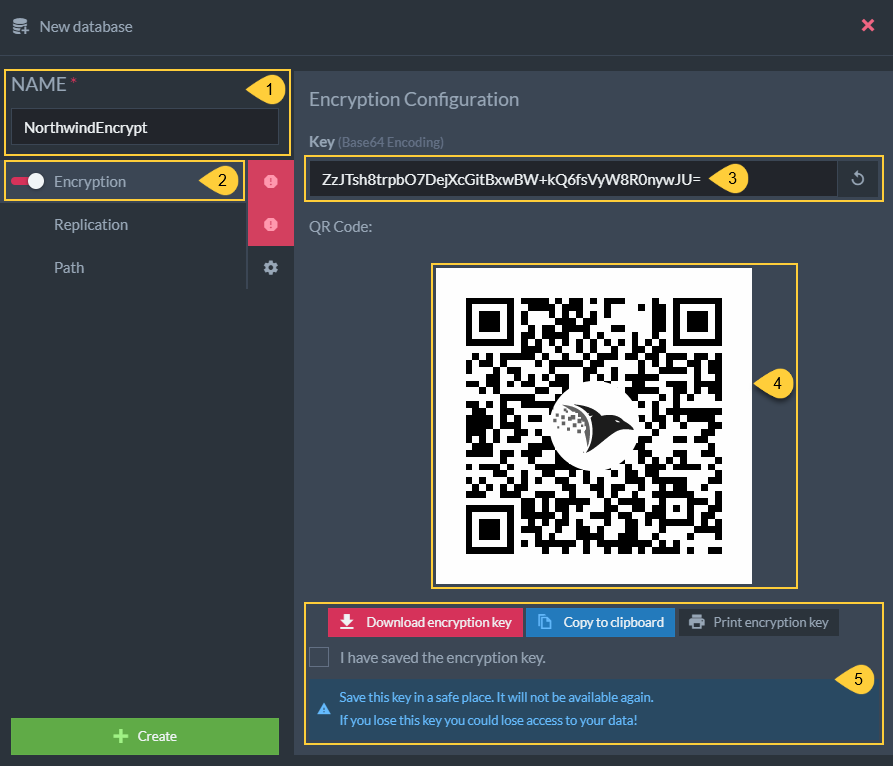 New database
NAME *
1
NorthwindEncrypt
Encryption
2
Replication
Path
Create
Encryption Configuration
Key (Base64 Encoding)
ZzJTsh8trpbO7DejXcGitBxwBW+kQ6fsVyW8R0nywJU=
3
QR Code:
4
Download encryption key
Copy to clipboard
Print encryption key
I have saved the encryption key.
5
Save this key in a safe place. It will not be available again.
If you lose this key you could lose access to your data!